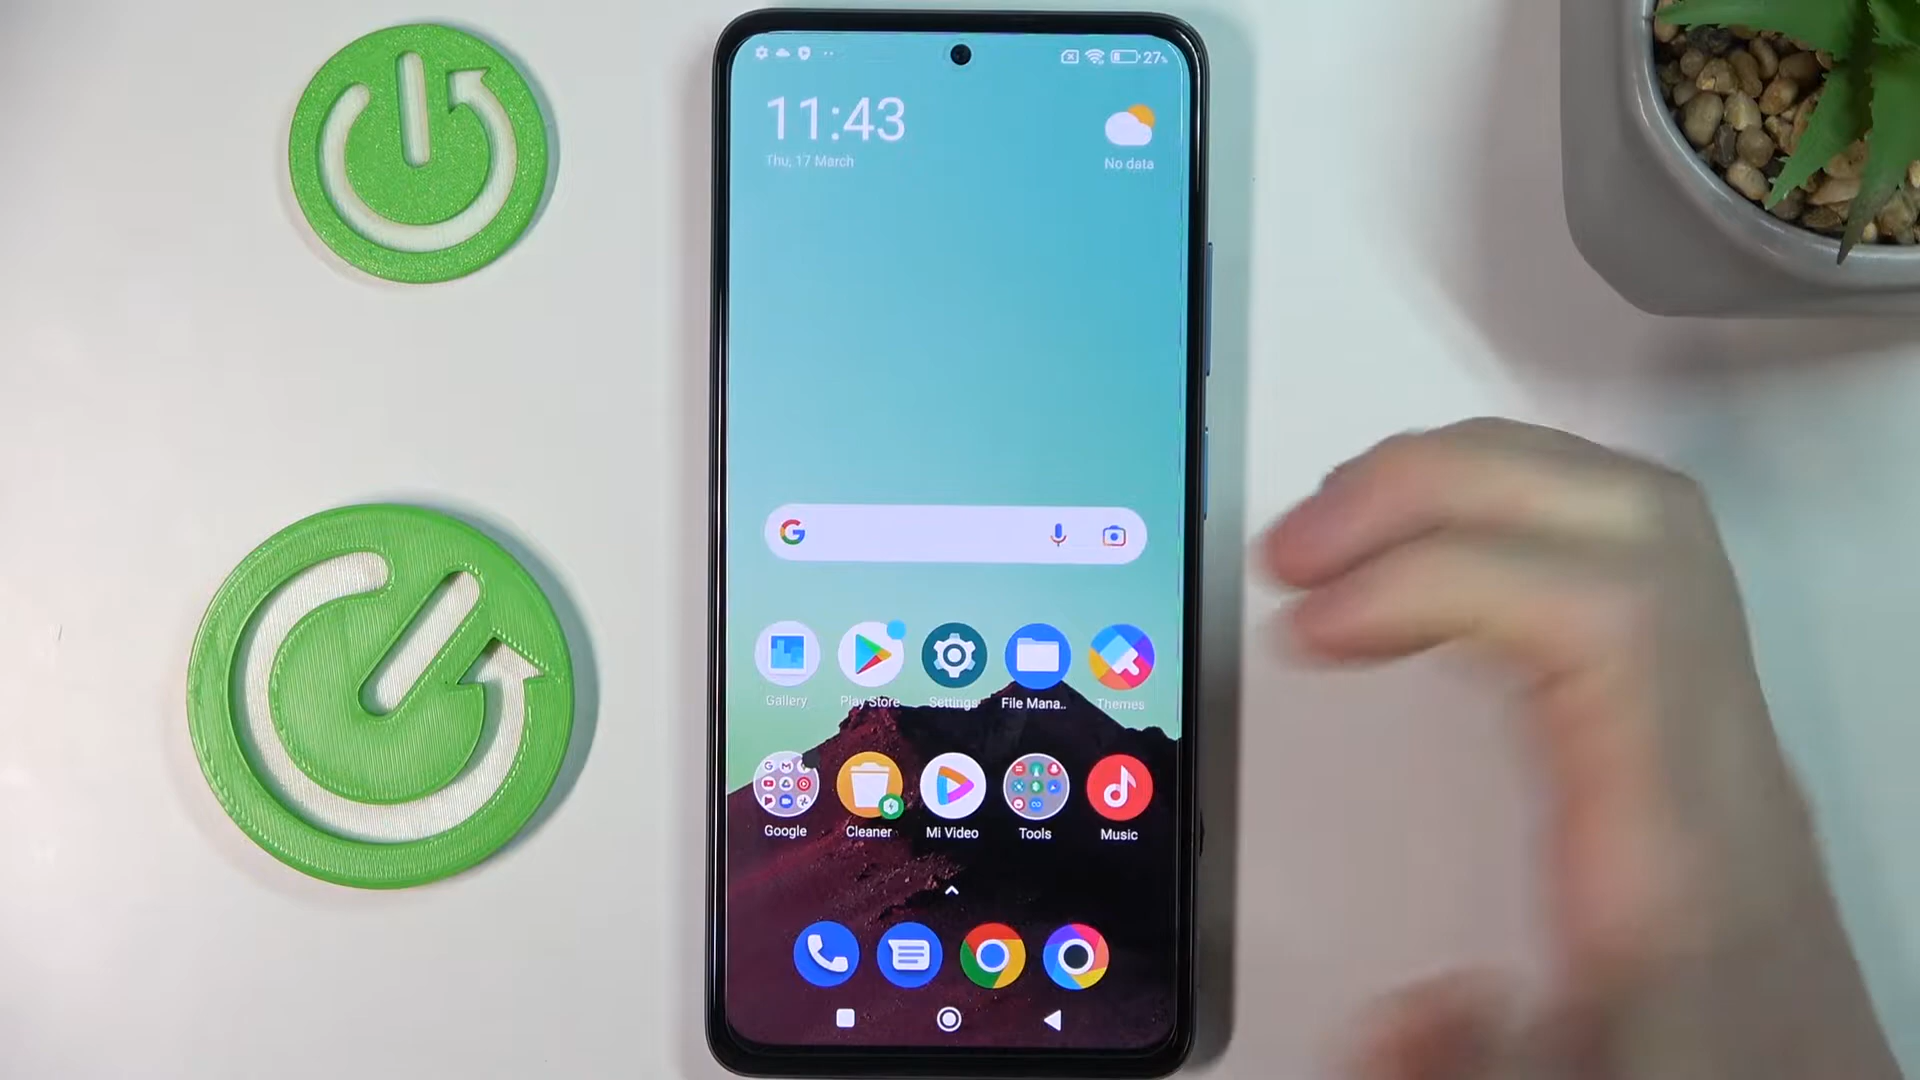 27%
11:43
Thu, 17 March
No data
Gallery
Play Store
Settings
File Mana..
Themes
Google
Cleaner
Mi Video
Tools
Music